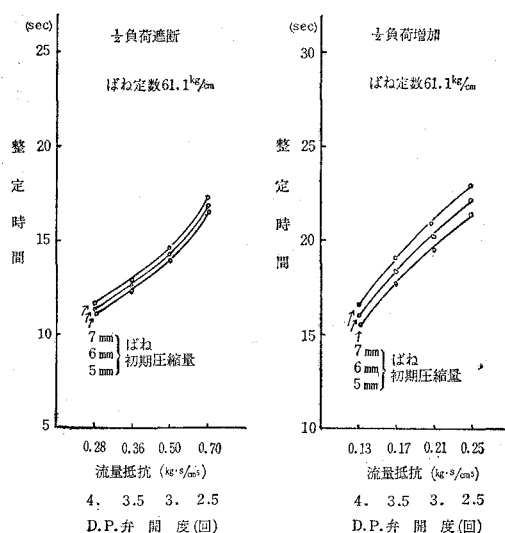 (sec)
25
20
15
10
5
整定時間
½負荷遮断
ばね定数61.1kg/cm
7mm
6mm
5mm
ばね
初期圧縮量
0.28 0.36 0.50 0.70
流量抵抗 (kg·s/cm⁵)
4. 3.5 3. 2.5
D.P.弁開度(回)
(sec)
30
25
20
15
10
整定時間
½負荷増加
ばね定数61.1kg/cm
7mm
6mm
5mm
ばね
初期圧縮量
0.13 0.17 0.21 0.25
流量抵抗 (kg·s/cm⁵)
4. 3.5 3. 2.5
D.P.弁開度(回)